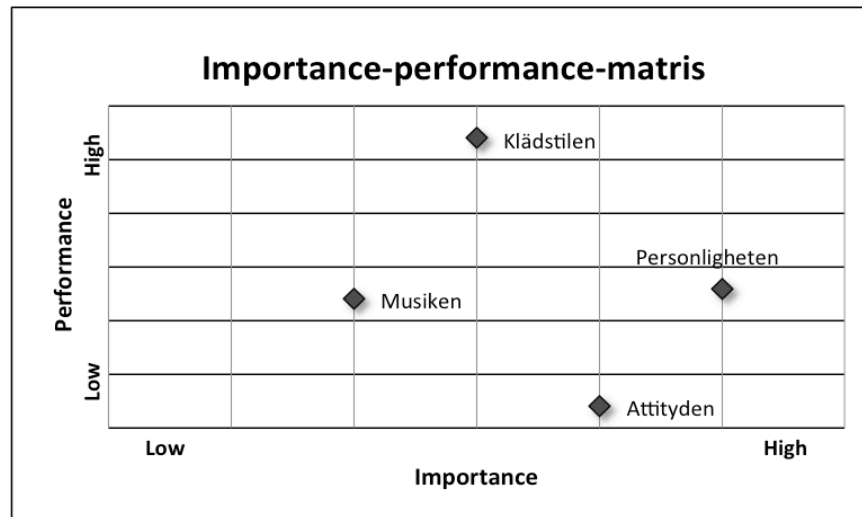 Importance-performance-matris
High
Klädstilen
Performance
Personligheten
Musiken
Low
Attityden
Low
High
Importance